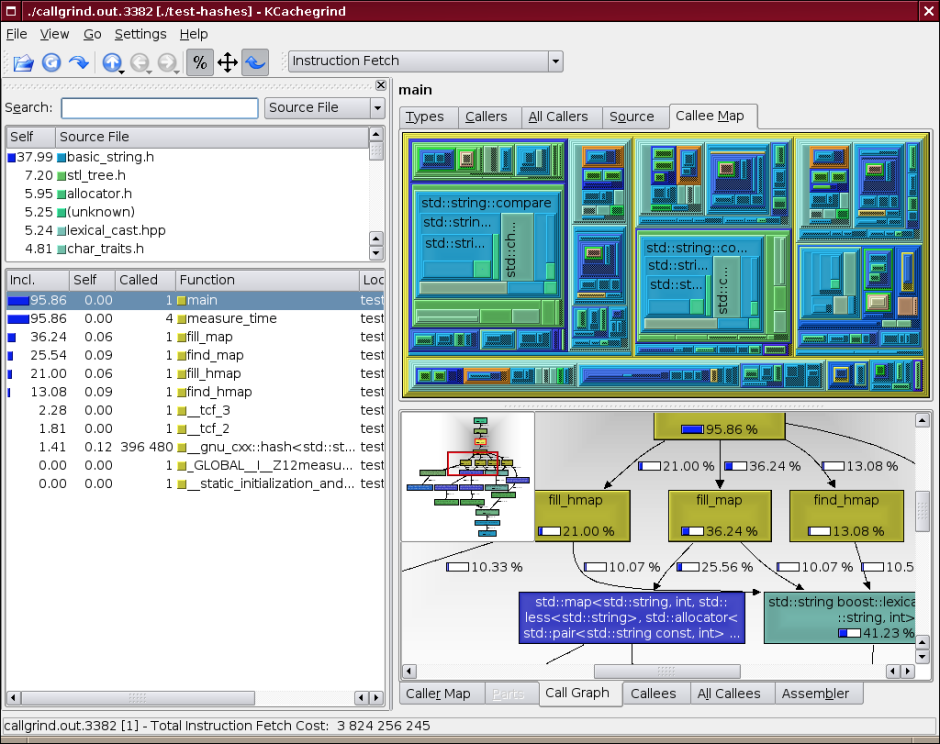 ./callgrind.out.3382 [./test-hashes] - KCachegrind
File View Go Settings Help
% Instruction Fetch
Search: Source File
Self Source File
37.99 basic_string.h
7.20 stl_tree.h
5.95 allocator.h
5.25 (unknown)
5.24 lexical_cast.hpp
4.81 char_traits.h
Incl. Self Called Function Loc
95.86 0.00 1 main test
95.86 0.00 4 measure_time test
36.24 0.06 1 fill_map test
25.54 0.09 1 find_map test
21.00 0.06 1 fill_hmap test
13.08 0.09 1 find_hmap test
2.28 0.00 1 __tcf_3 test
1.81 0.00 1 __tcf_2 test
1.41 0.12 396 480 __gnu_cxx::hash<std::st... test
0.00 0.00 1 _GLOBAL__I__Z12measu... test
0.00 0.00 1 __static_initialization_and... test
main
Types Callers All Callers Source Callee Map
std::string::compare
std::strin...
std::stri...
std::ch...
std::string::co...
std::stri...
std::st...
std::c...
95.86 %
21.00 % 36.24 % 13.08 %
fill_hmap
21.00 %
fill_map
36.24 %
find_hmap
13.08 %
10.33 % 10.07 % 25.56 % 10.07 % 10.5
std::map<std::string, int, std::
less<std::string>, std::allocator<
std::pair<std::string const, int> ...
std::string boost::lexica
::string, int>
41.23 %
Caller Map Parts Call Graph Callees All Callees Assembler
callgrind.out.3382 [1] - Total Instruction Fetch Cost: 3 824 256 245